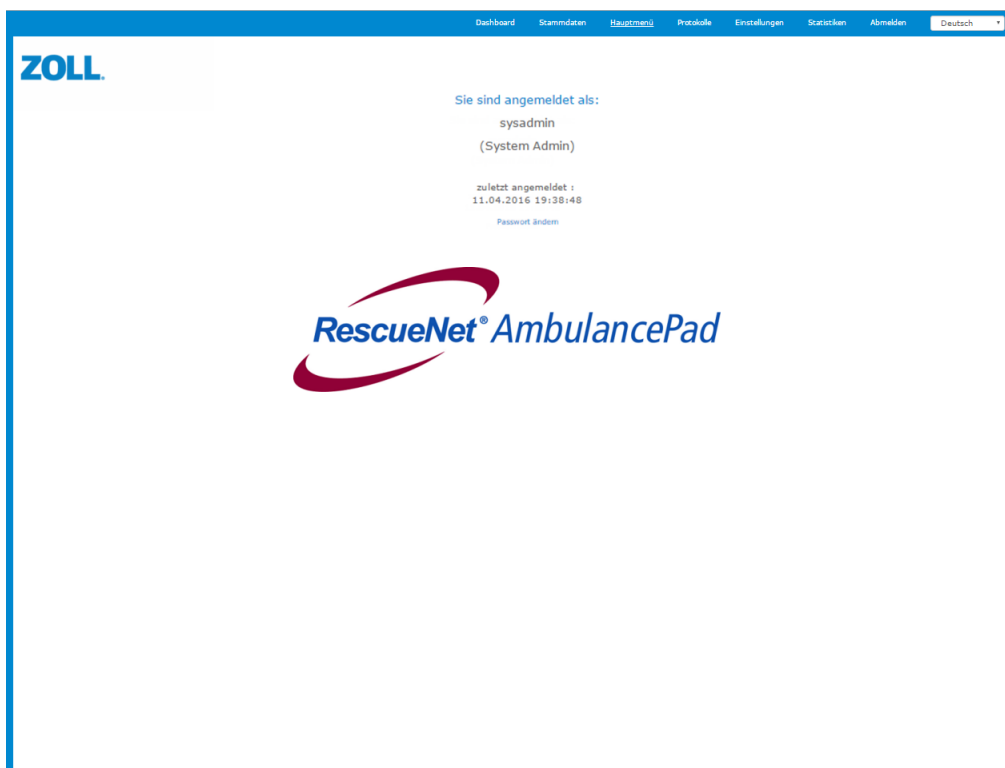 Dashboard Stammdaten Hauptmenü Protokolle Einstellungen Statistiken Abmelden Deutsch
ZOLL.
Sie sind angemeldet als:
sysadmin
(System Admin)
zuletzt angemeldet :
11.04.2016 19:38:48
Passwort ändern
RescueNet® AmbulancePad